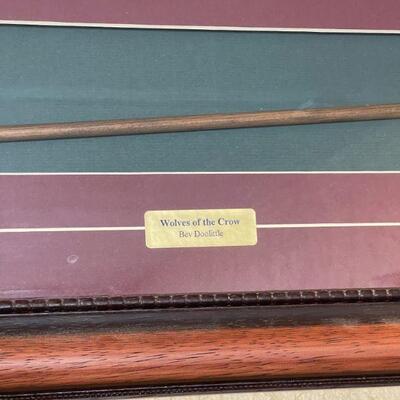 Wolves of the Crow
Bev Doolittle